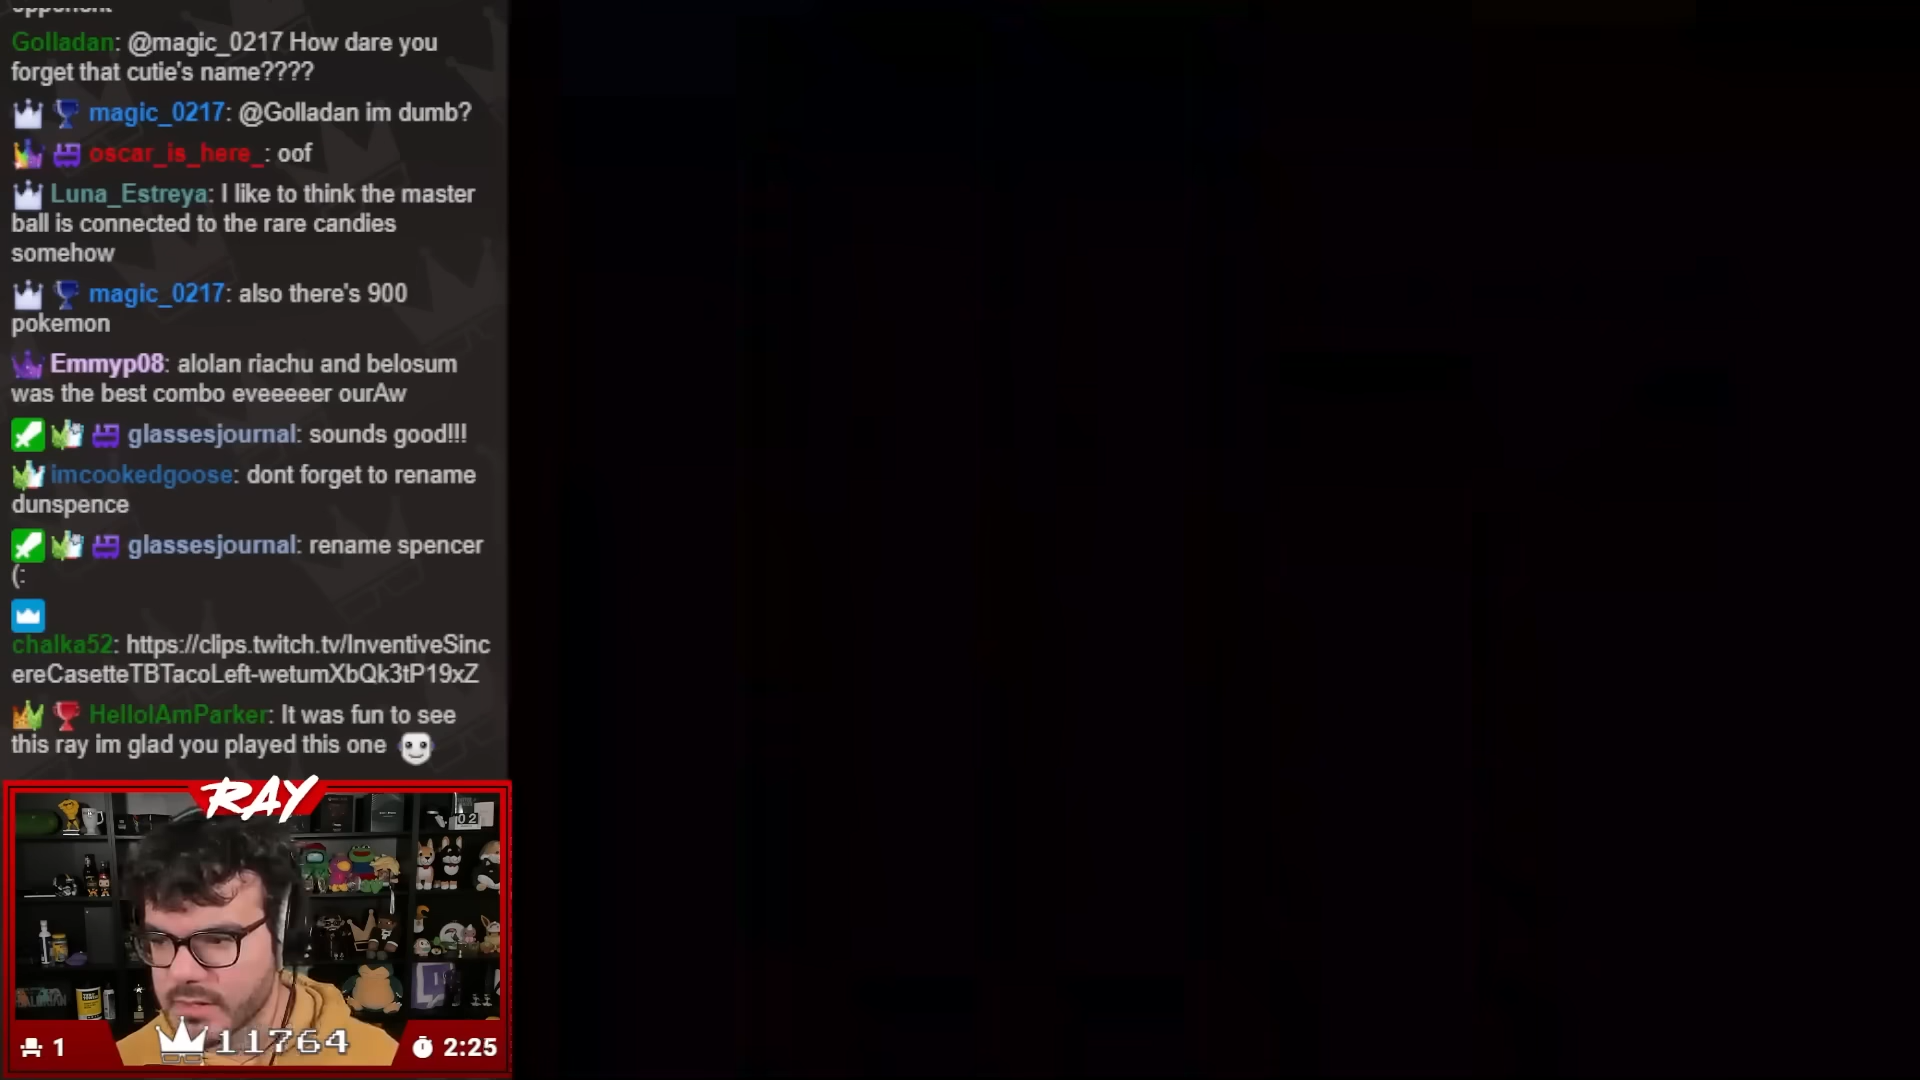 opponent
Golladan: @magic_0217 How dare you
forget that cutie's name????
magic_0217: @Golladan im dumb?
oscar_is_here_: oof
Luna_Estreya: I like to think the master
ball is connected to the rare candies
somehow
magic_0217: also there's 900
pokemon
Emmyp08: alolan riachu and belosum
was the best combo eveeeeer ourAw
glassesjournal: sounds good!!!
imcookedgoose: dont forget to rename
dunspence
glassesjournal: rename spencer
(:
chalka52: https://clips.twitch.tv/InventiveSinc
ereCasetteTBTacoLeft-wetumXbQk3tP19xZ
HelloIAmParker: It was fun to see
this ray im glad you played this one
RAY
02
1
11764
2:25